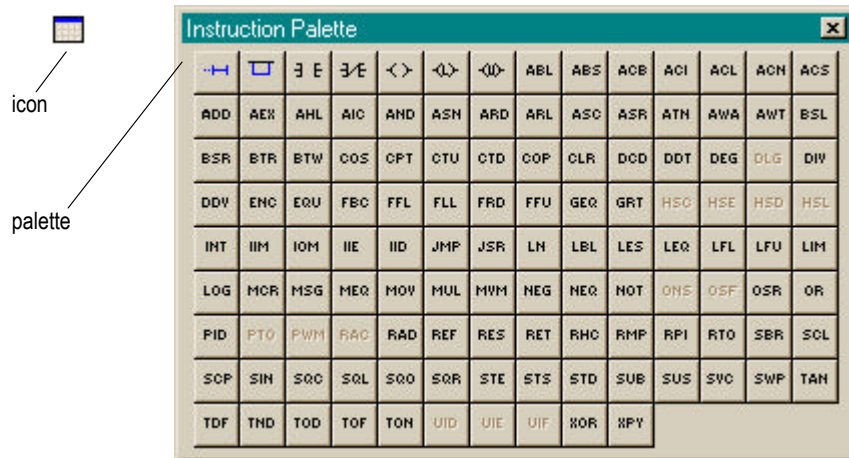 Instruction Palette
icon
palette
(L) (U) ABL ABS ACB ACI ACL ACN ACS
ADD AEX AHL AIC AND ASN ARD ARL ASC ASR ATN AWA AWT BSL
BSR BTR BTW COS CPT CTU CTD COP CLR DCD DDT DEG DLG DIV
DDV ENC EQU FBC FFL FLL FRD FFU GEQ GRT HSC HSE HSD HSL
INT IIM IOM IIE IID JMP JSR LN LBL LES LEQ LFL LFU LIM
LOG MCR MSG MEQ MOV MUL MVM NEG NEQ NOT ONS OSF OSR OR
PID PTO PWM RAC RAD REF RES RET RHC RMP RPI RTO SBR SCL
SCP SIN SQC SQL SQO SQR STE STS STD SUB SUS SVC SWP TAN
TDF TND TOD TOF TON UID UIE UIF XOR XPY